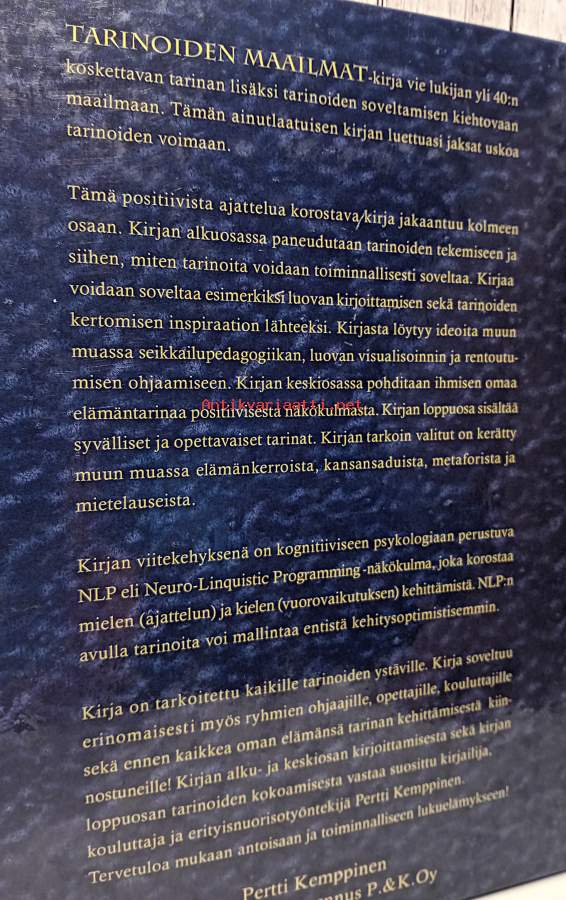 TARINOIDEN MAAILMAT-kirja vie lukijan yli 40:n
koskettavan tarinan lisäksi tarinoiden soveltamisen kiehtovaan
maailmaan. Tämän ainutlaatuisen kirjan luettuasi jaksat uskoa
tarinoiden voimaan.
Tämä positiivista ajattelua korostava kirja jakaantuu kolmeen
osaan. Kirjan alkuosassa paneudutaan tarinoiden tekemiseen ja
siihen, miten tarinoita voidaan toiminnallisesti soveltaa. Kirjaa
voidaan soveltaa esimerkiksi luovan kirjoittamisen sekä tarinoiden
kertomisen inspiraation lähteeksi. Kirjasta löytyy ideoita muun
muassa seikkailupedagogiikan, luovan visualisoinnin ja rentoutu-
misen ohjaamiseen. Kirjan keskiosassa pohditaan ihmisen omaa
elämäntarinaa positiivisesta näkökulmasta. Kirjan loppuosa sisältää
Antikvariaatti.net
syvälliset ja opettavaiset tarinat. Kirjan tarkoin valitut on kerätty
muun muassa elämänkerroista, kansansaduista, metaforista ja
mietelauseista.
Kirjan viitekehyksenä on kognitiiviseen psykologiaan perustuva
NLP eli Neuro-Linguistic Programming -näkökulma, joka korostaa
mielen (ajattelun) ja kielen (vuorovaikutuksen) kehittämistä. NLP:n
avulla tarinoita voi mallintaa entistä kehitysoptimistisemmin.
Kirja on tarkoitettu kaikille tarinoiden ystäville. Kirja soveltuu
erinomaisesti myös ryhmien ohjaajille, opettajille, kouluttajille
sekä ennen kaikkea oman elämänsä tarinan kehittämisestä kiin-
nostuneille! Kirjan alku- ja keskiosan kirjoittamisesta sekä kirjan
loppuosan tarinoiden kokoamisesta vastaa suosittu kirjailija,
kouluttaja ja erityisnuorisotyöntekijä Pertti Kemppinen.
Tervetuloa mukaan antoisaan ja toiminnalliseen lukuelämykseen!
Pertti Kemppinen
P.&K.Oy